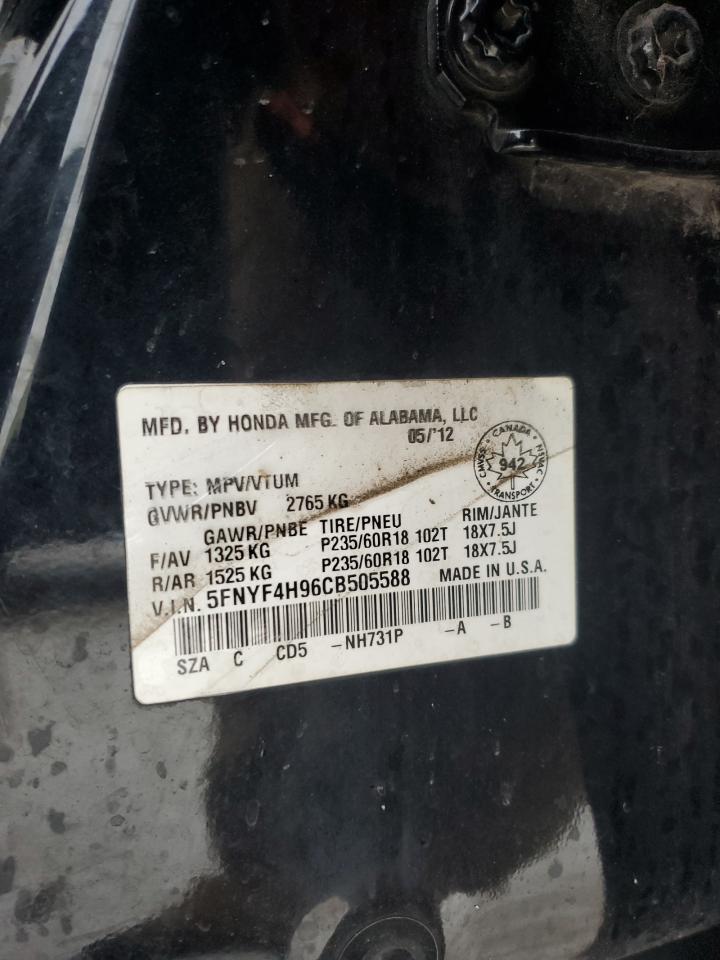 MFD. BY HONDA MFG. OF ALABAMA, LLC
05/'12
CANADA
CMVSS
NSVAC
942
TRANSPORT
TYPE: MPV/VTUM
GVWR/PNBV 2765 KG
GAWR/PNBE TIRE/PNEU RIM/JANTE
F/AV 1325 KG P235/60R18 102T 18X7.5J
R/AR 1525 KG P235/60R18 102T 18X7.5J
V.I.N. 5FNYF4H96CB505588 MADE IN U.S.A.
SZA C CD5 -NH731P -A -B